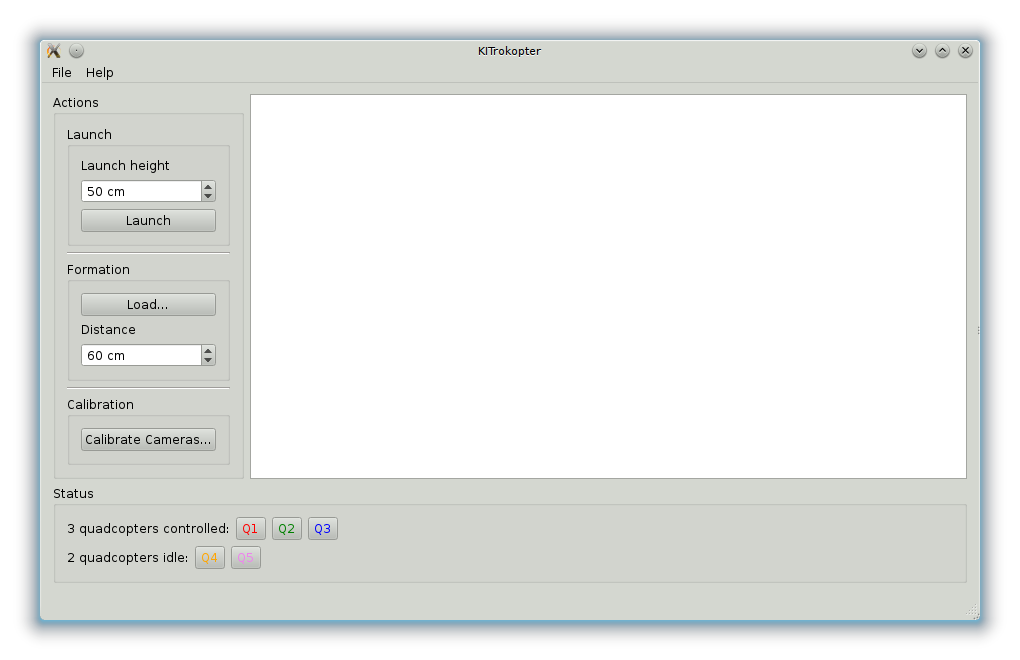 KITrokopter
File Help
Actions
Launch
Launch height
50 cm
Launch
Formation
Load...
Distance
60 cm
Calibration
Calibrate Cameras...
Status
3 quadcopters controlled: Q1 Q2 Q3
2 quadcopters idle: Q4 Q5